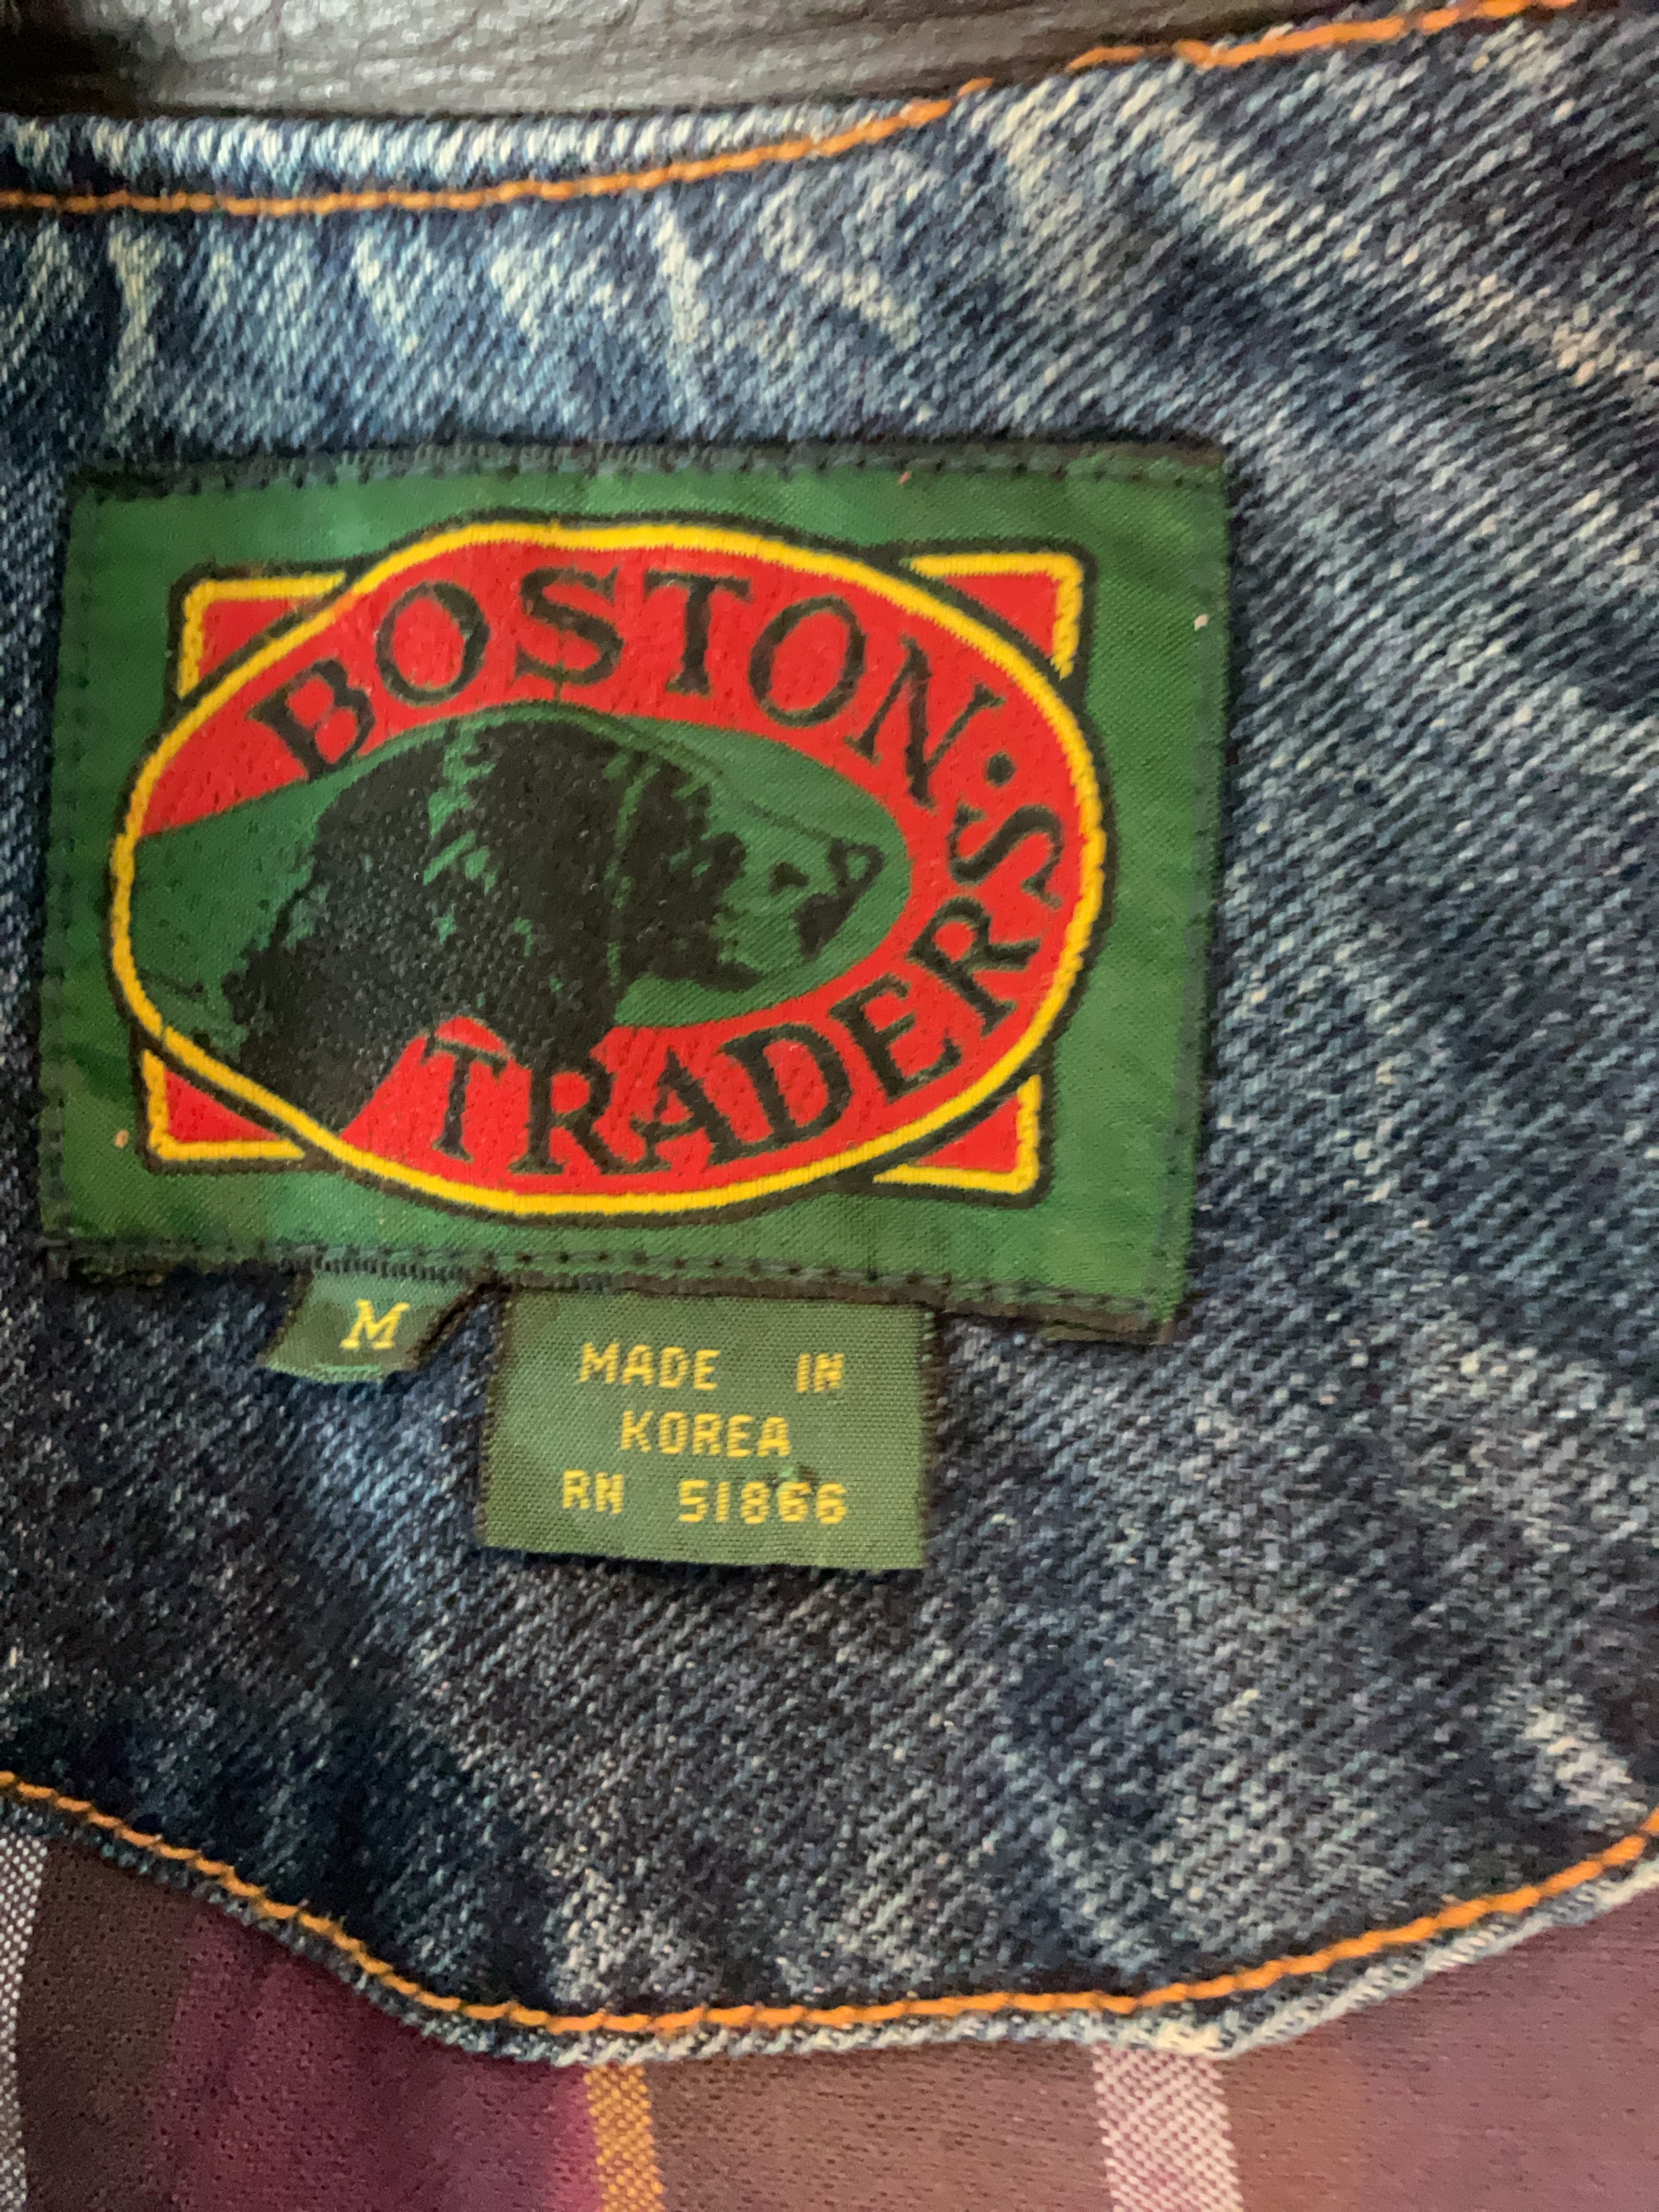 BOSTON·
TRADERS
M
MADE IN
KOREA
RN 51866